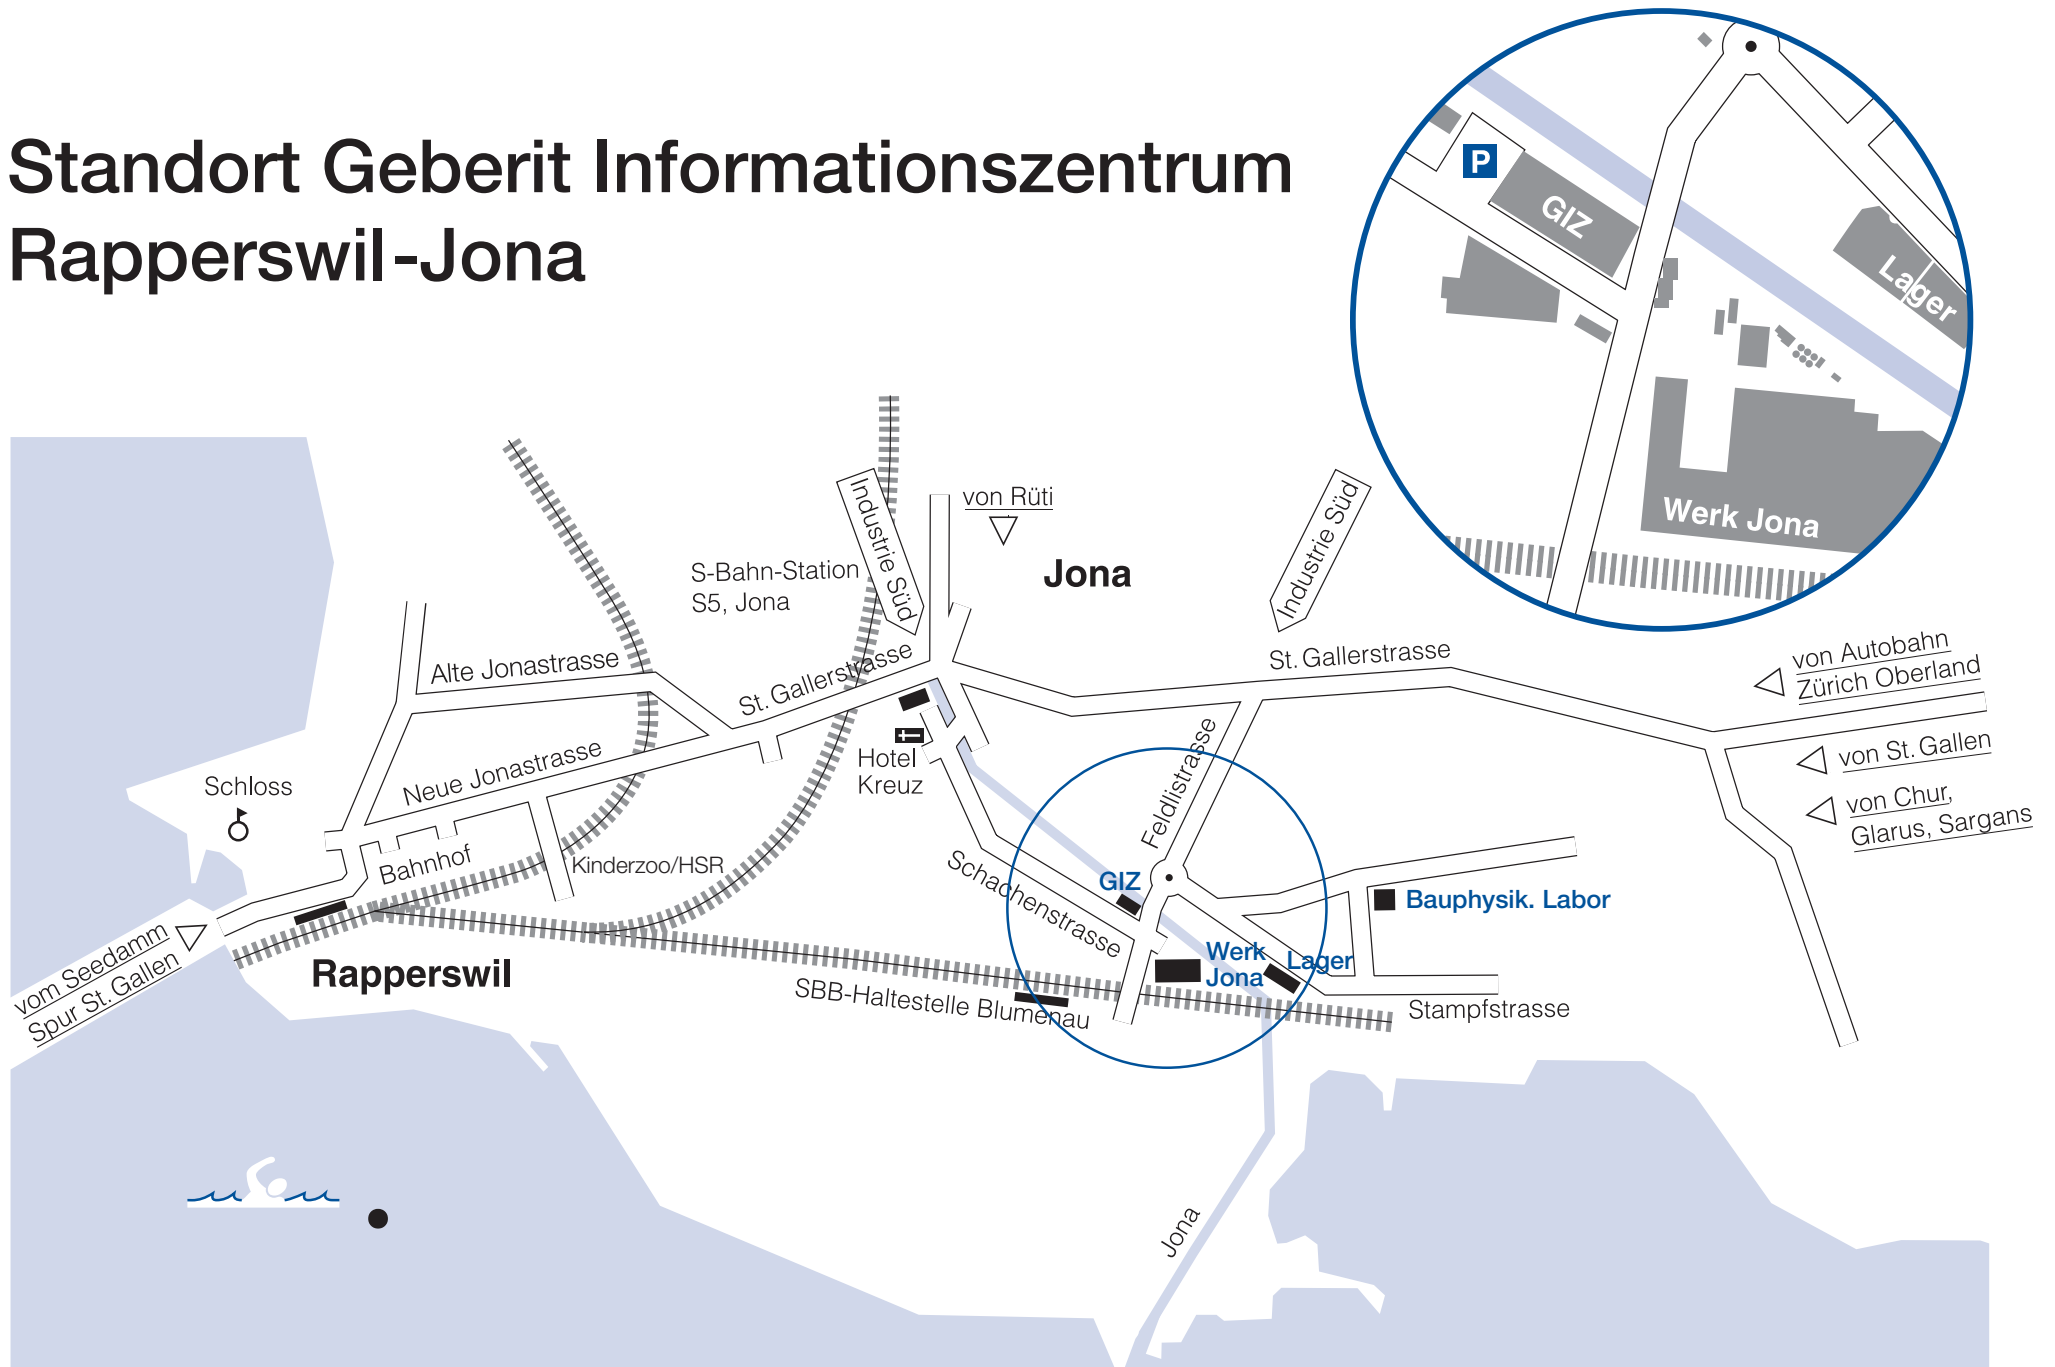 Standort Geberit Informationszentrum
Rapperswil-Jona
P
GIZ
Lager
Werk Jona
Industrie Süd
von Rüti
Industrie Süd
S-Bahn-Station
S5, Jona
Jona
Alte Jonastrasse
St. Gallerstrasse
St. Gallerstrasse
von Autobahn
Zürich Oberland
von St. Gallen
von Chur,
Glarus, Sargans
Neue Jonastrasse
Hotel
Kreuz
Feldlistrasse
Schloss
Bahnhof
Kinderzoo/HSR
Schachenstrasse
GIZ
Bauphysik. Labor
vom Seedamm
Spur St. Gallen
Rapperswil
Werk
Jona
Lager
SBB-Haltestelle Blumenau
Stampfstrasse
Jona